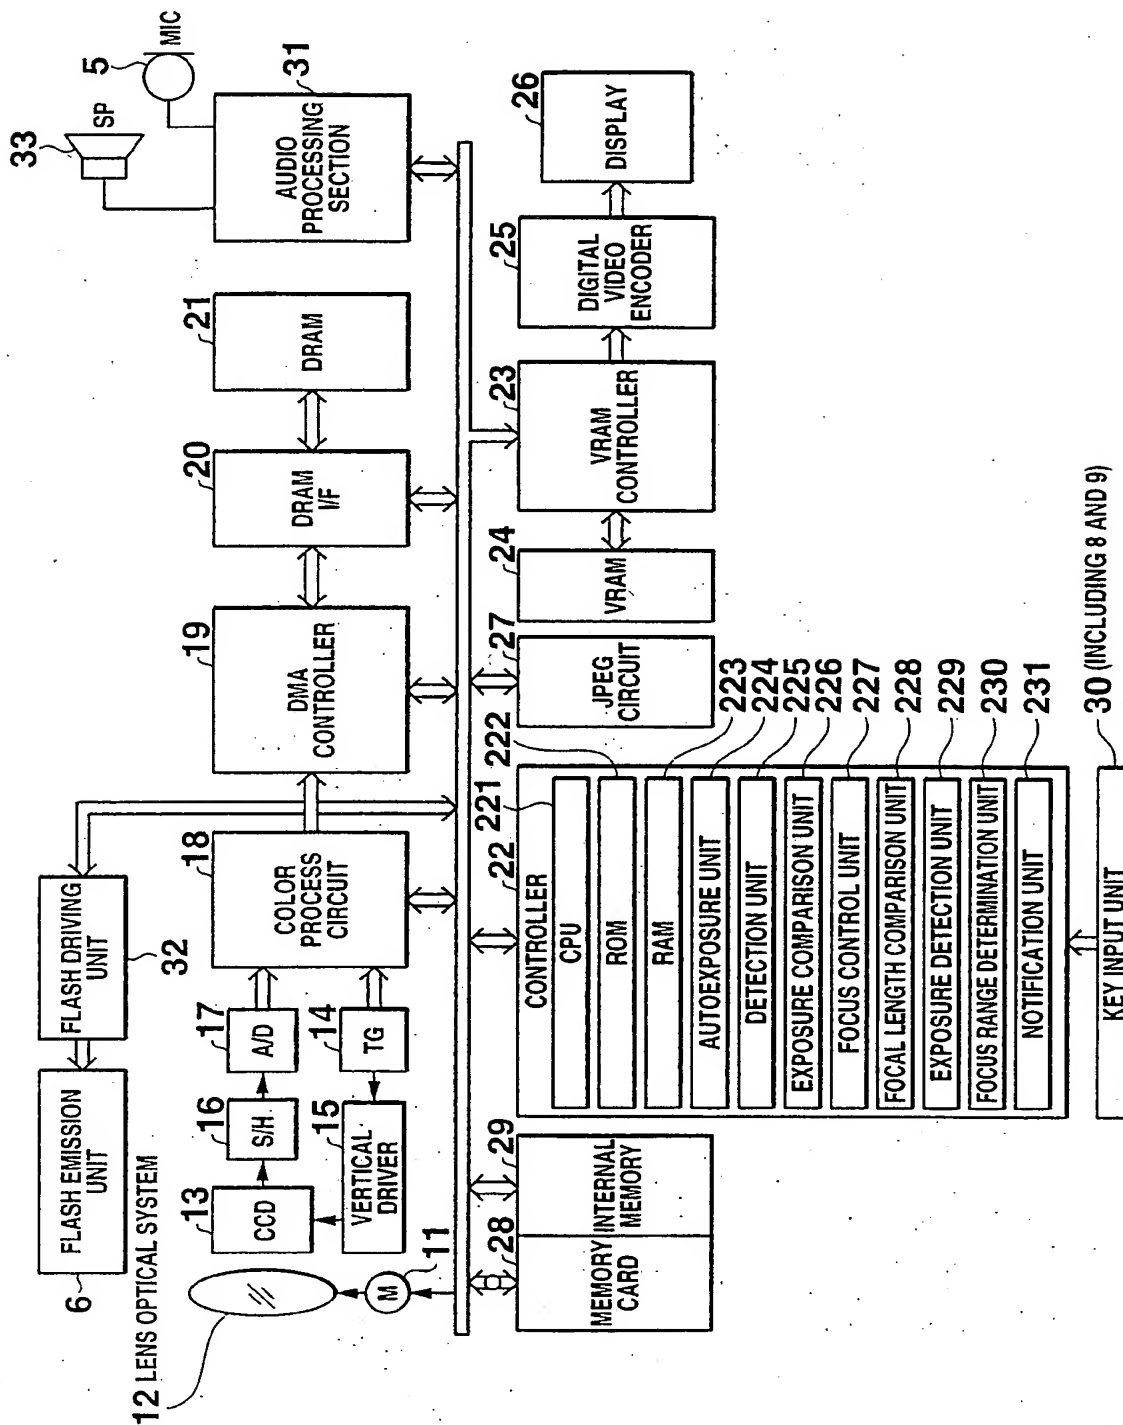 12 LENS OPTICAL SYSTEM
6
FLASH EMISSION
UNIT
FLASH DRIVING
UNIT
32
13
CCD
16
S/H
17
A/D
15
VERTICAL
DRIVER
14
TG
M
11
18
COLOR
PROCESS
CIRCUIT
19
DMA
CONTROLLER
20
DRAM
I/F
21
DRAM
33
SP
5
MIC
31
AUDIO
PROCESSING
SECTION
28
MEMORY
CARD
29
INTERNAL
MEMORY
22
CONTROLLER
221
CPU
222
ROM
223
RAM
224
AUTOEXPOSURE UNIT
225
DETECTION UNIT
226
EXPOSURE COMPARISON UNIT
227
FOCUS CONTROL UNIT
228
FOCAL LENGTH COMPARISON UNIT
229
EXPOSURE DETECTION UNIT
230
FOCUS RANGE DETERMINATION UNIT
231
NOTIFICATION UNIT
30 (INCLUDING 8 AND 9)
KEY INPUT UNIT
27
JPEG
CIRCUIT
24
VRAM
23
VRAM
CONTROLLER
25
DIGITAL
VIDEO
ENCODER
26
DISPLAY